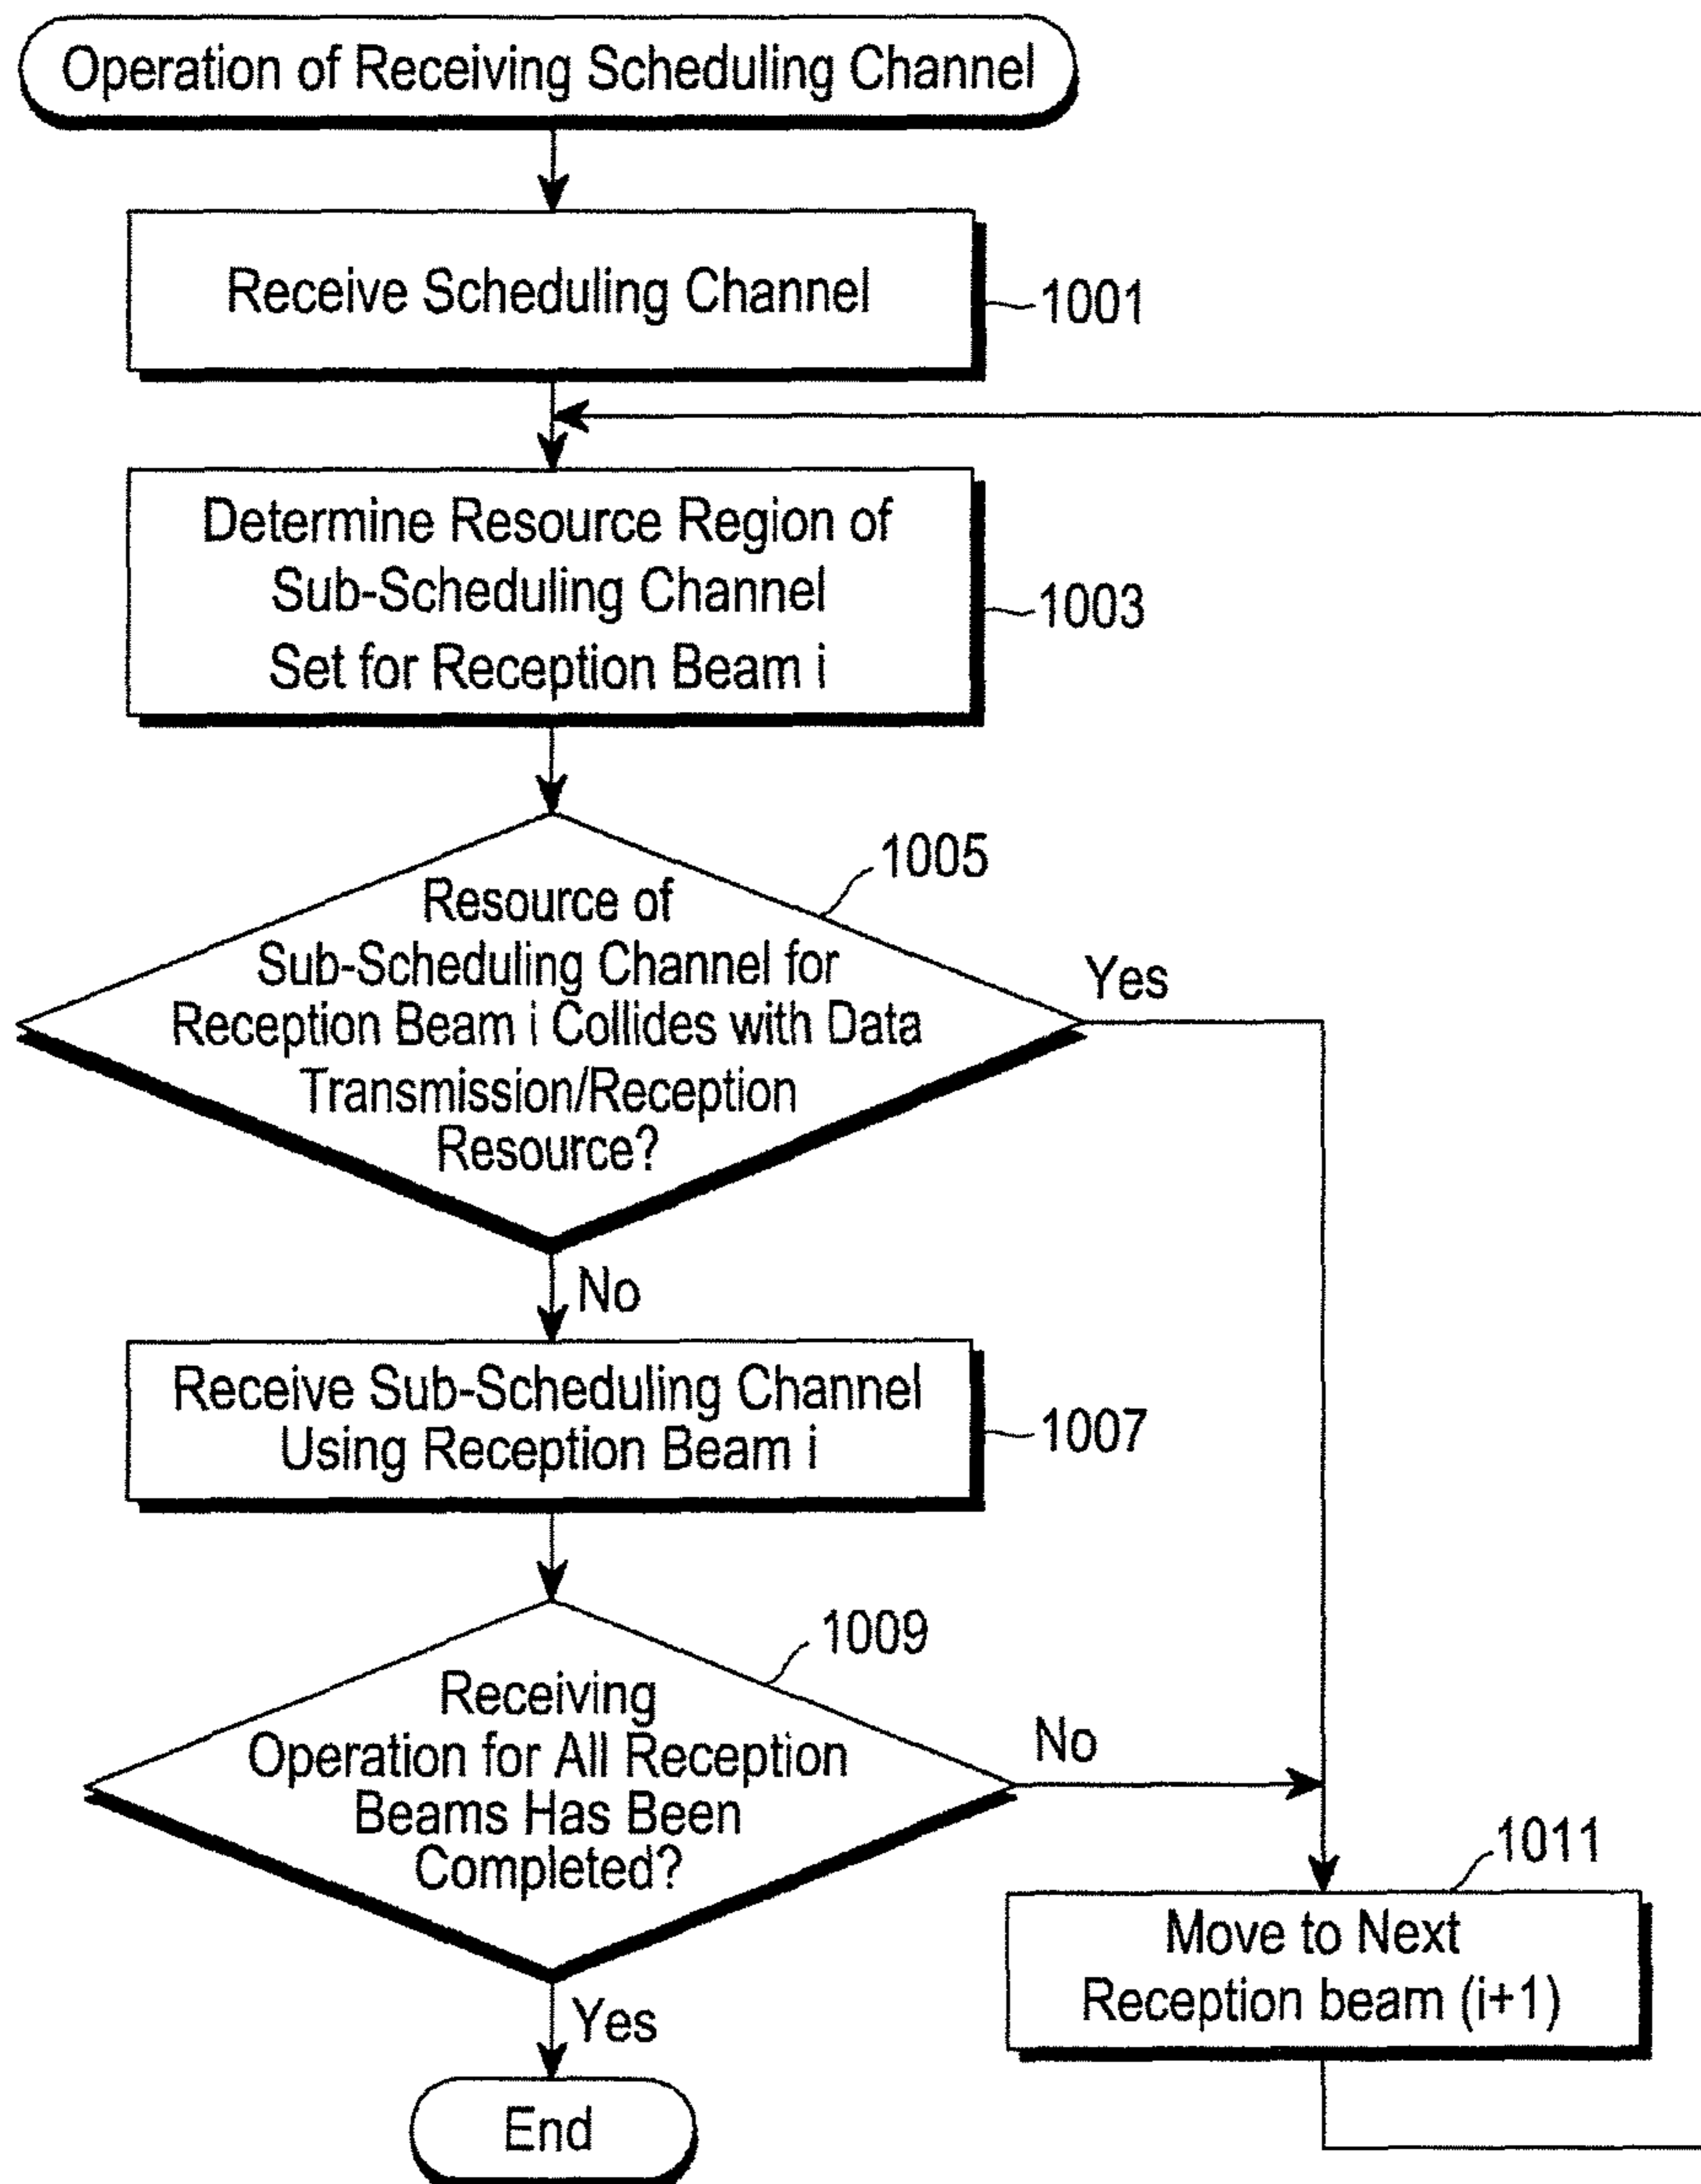 Operation of Receiving Scheduling Channel
Receive Scheduling Channel
1001
Determine Resource Region of
Sub-Scheduling Channel
Set for Reception Beam i
1003
1005
Resource of
Sub-Scheduling Channel for
Reception Beam i Collides with Data
Transmission/Reception
Resource?
Yes
No
Receive Sub-Scheduling Channel
Using Reception Beam i
1007
1009
Receiving
Operation for All Reception
Beams Has Been
Completed?
No
1011
Move to Next
Reception beam (i+1)
Yes
End